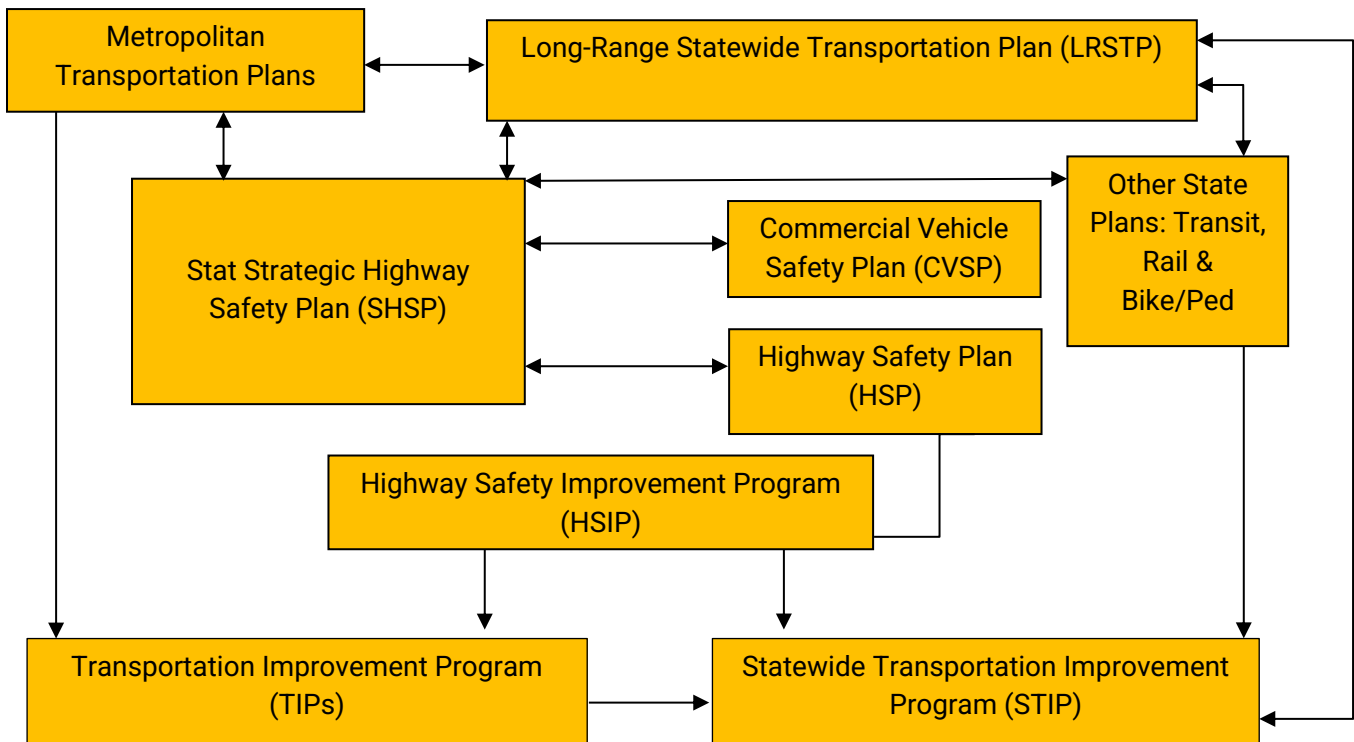 Metropolitan
Transportation Plans
Long-Range Statewide Transportation Plan (LRSTP)
Other State
Plans: Transit,
Rail &
Bike/Ped
Stat Strategic Highway
Safety Plan (SHSP)
Commercial Vehicle
Safety Plan (CVSP)
Highway Safety Plan
(HSP)
Highway Safety Improvement Program
(HSIP)
Transportation Improvement Program
(TIPs)
Statewide Transportation Improvement
Program (STIP)